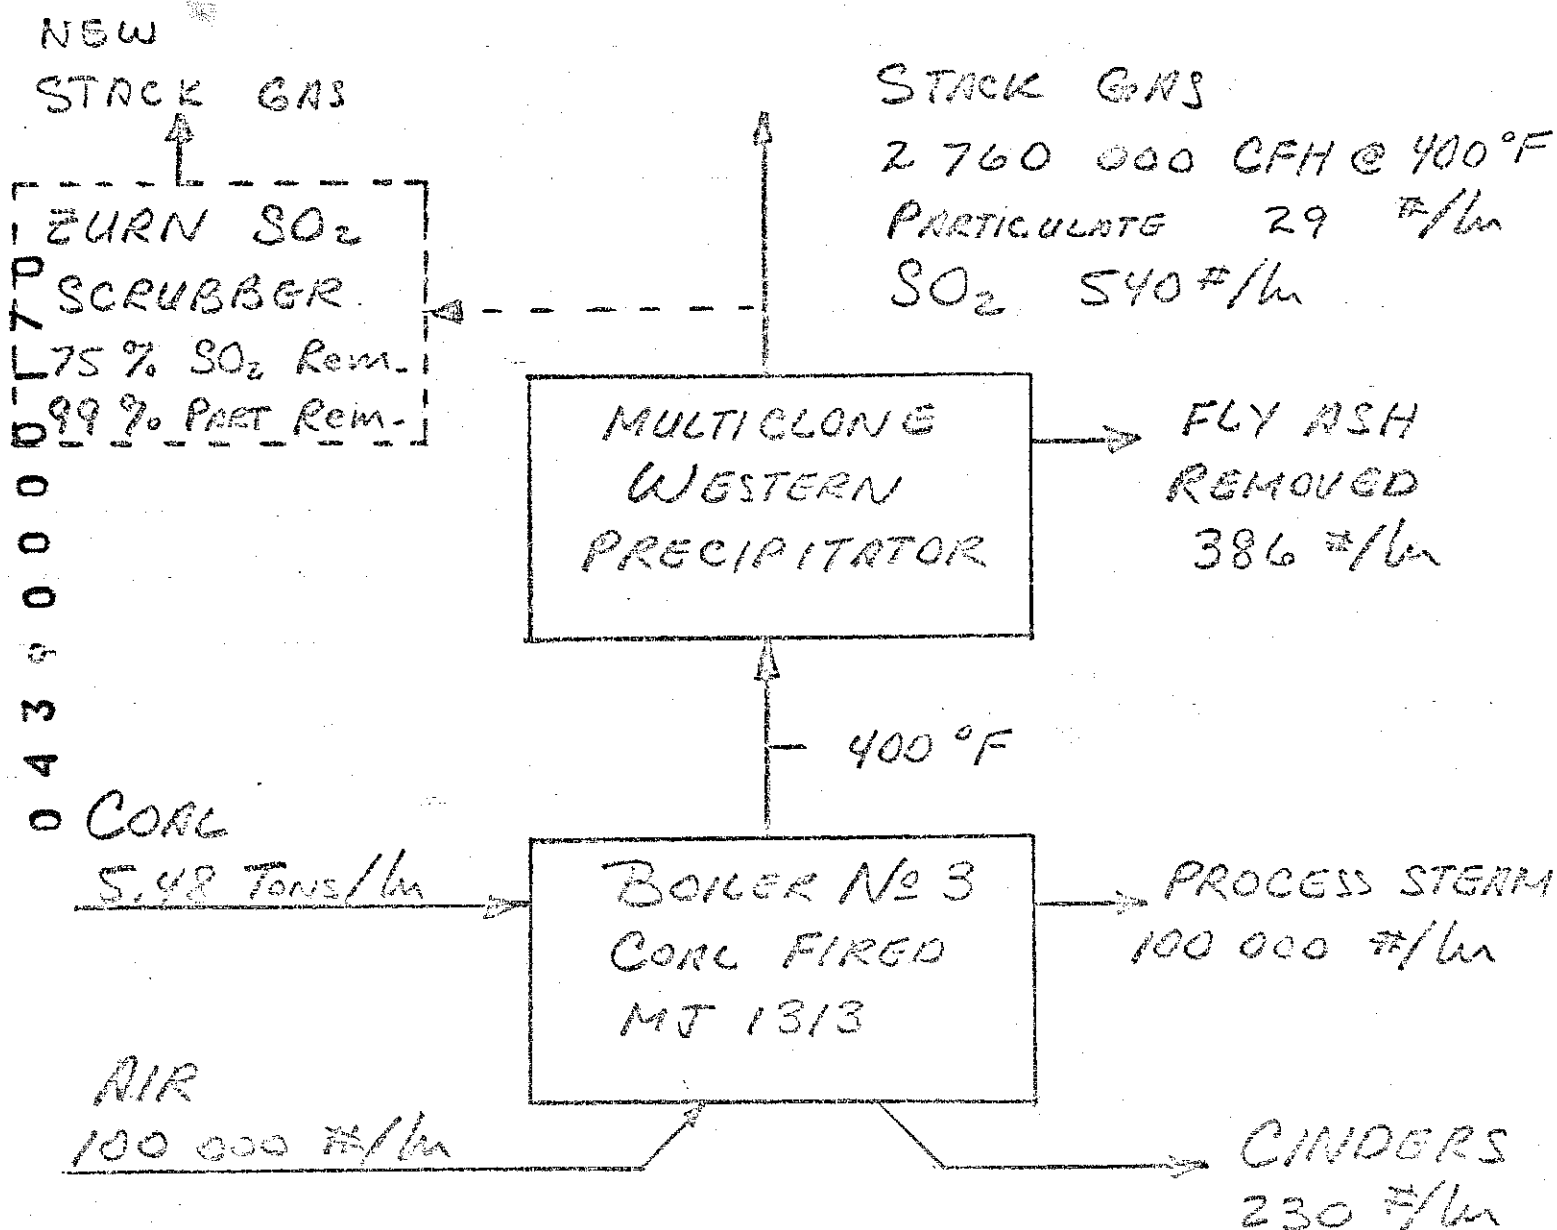 NEW
STACK GAS
ZURN SO2
SCRUBBER
75 % SO2 Rem.
99 % PART Rem.
STACK GAS
2 760 000 CFH @ 400°F
PARTICULATE 29 #/hr
SO2 540 #/hr
MULTICLONE
WESTERN
PRECIPITATOR
FLY ASH
REMOVED
386 #/hr
400 °F
COAL
5.48 TONS/hr
BOILER No 3
COAL FIRED
MJ 1313
PROCESS STEAM
100 000 #/hr
AIR
100 000 #/hr
CINDERS
230 #/hr